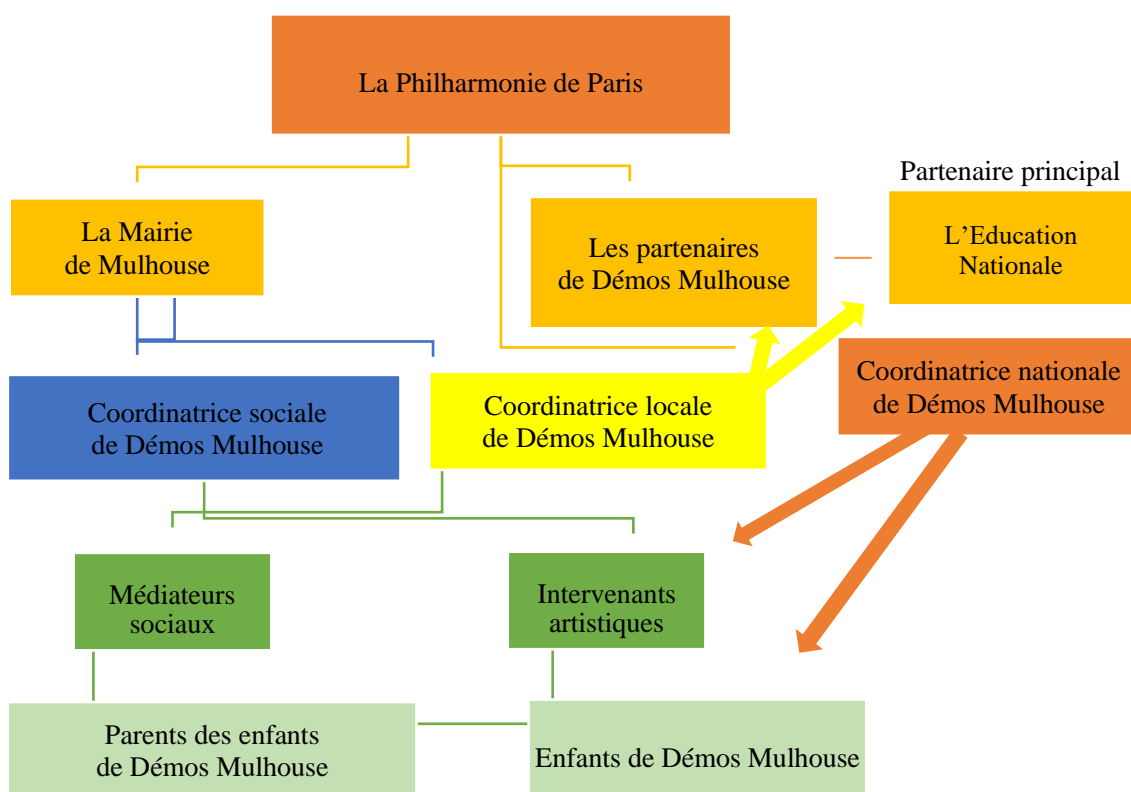 La Philharmonie de Paris
Partenaire principal
La Mairie
de Mulhouse
Les partenaires
de Démos Mulhouse
L’Education
Nationale
Coordinatrice sociale
de Démos Mulhouse
Coordinatrice locale
de Démos Mulhouse
Coordinatrice nationale
de Démos Mulhouse
Médiateurs
sociaux
Intervenants
artistiques
Parents des enfants
de Démos Mulhouse
Enfants de Démos Mulhouse